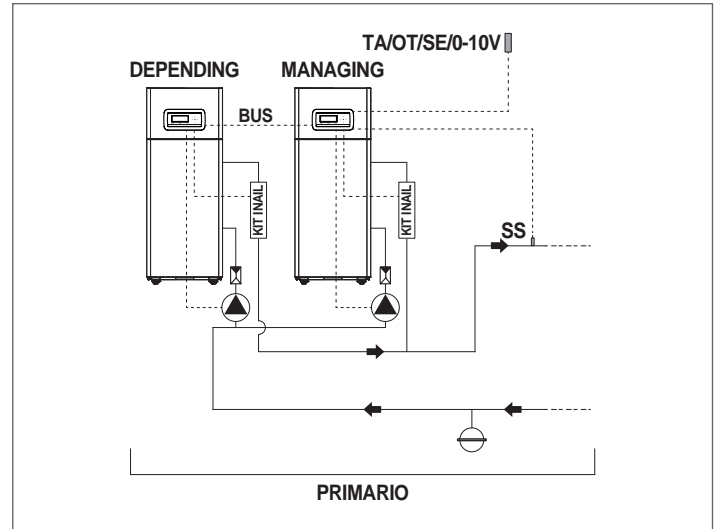 TA/OT/SE/0-10V
DEPENDING
MANAGING
BUS
KIT INAIL
KIT INAIL
SS
PRIMARIO